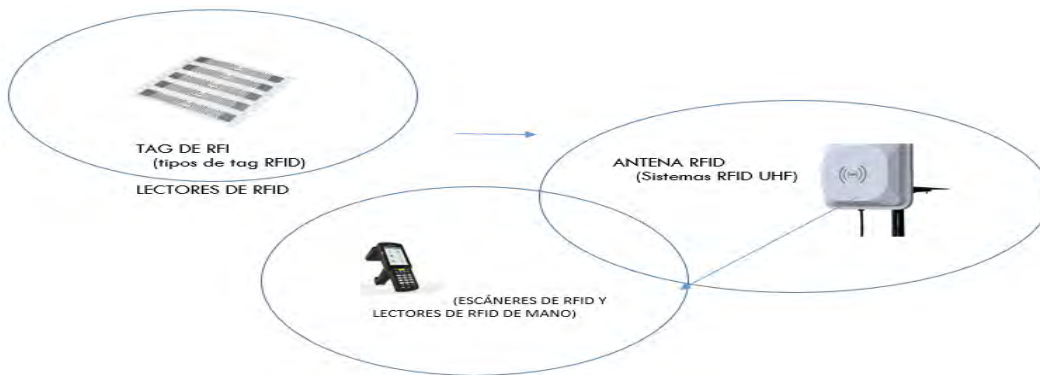 TAG DE RFI
(tipos de tag RFID)
LECTORES DE RFID
ANTENA RFID
(Sistemas RFID UHF)
(ESCÁNERES DE RFID Y
LECTORES DE RFID DE MANO)